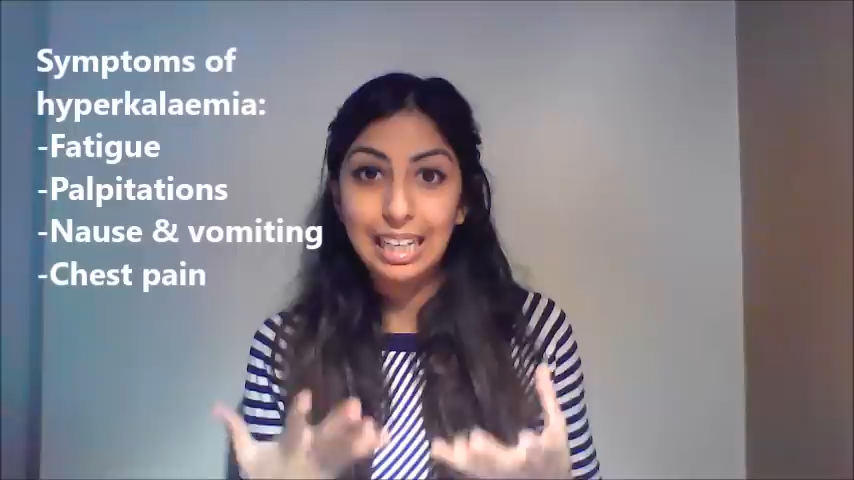 Symptoms of
hyperkalaemia:
-Fatigue
-Palpitations
-Nause & vomiting
-Chest pain